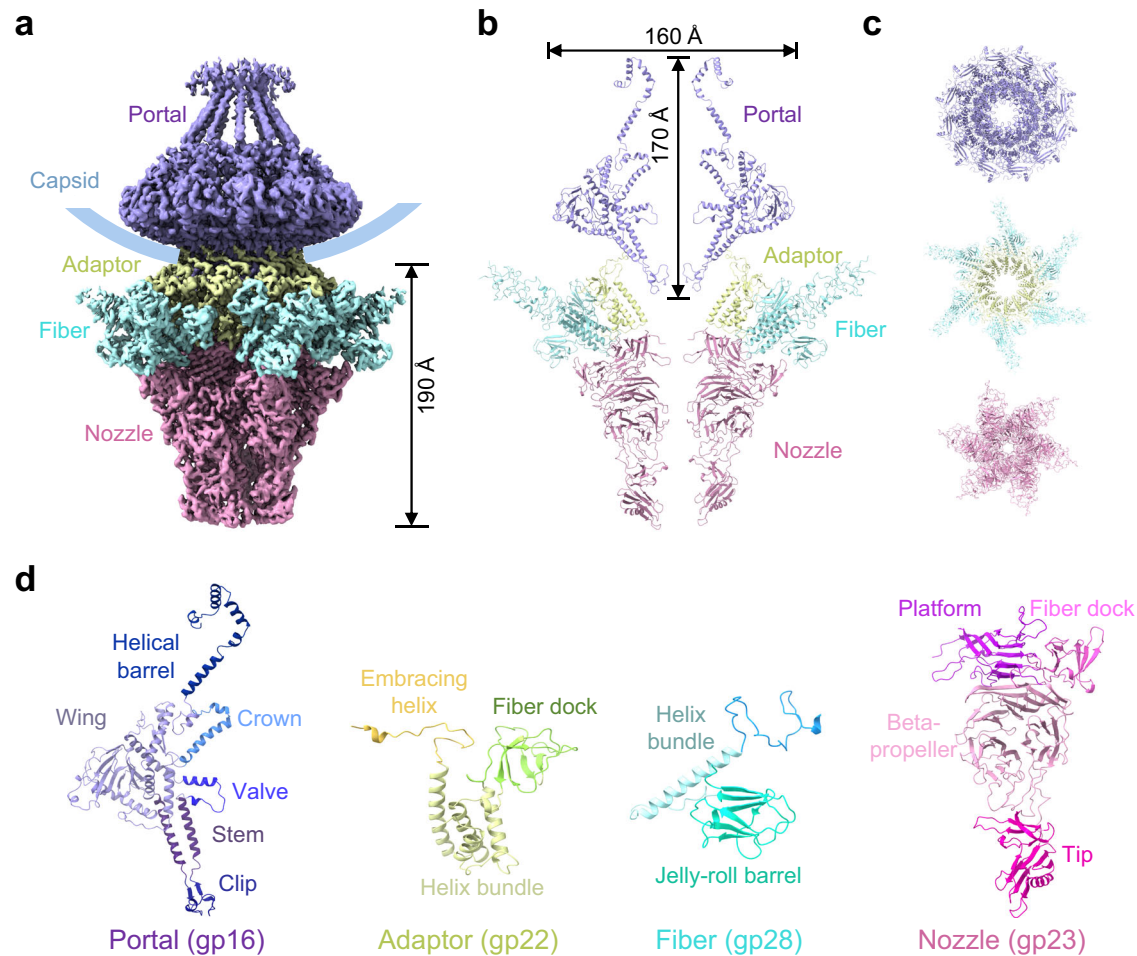 a
Portal
Capsid
Adaptor
Fiber
Nozzle
190 Å
b
160 Å
170 Å
Portal
Adaptor
Fiber
Nozzle
c
d
Helical
barrel
Wing
Crown
Valve
Stem
Clip
Portal (gp16)
Embracing
helix
Fiber dock
Helix bundle
Adaptor (gp22)
Helix
bundle
Jelly-roll barrel
Fiber (gp28)
Platform
Fiber dock
Beta-
propeller
Tip
Nozzle (gp23)